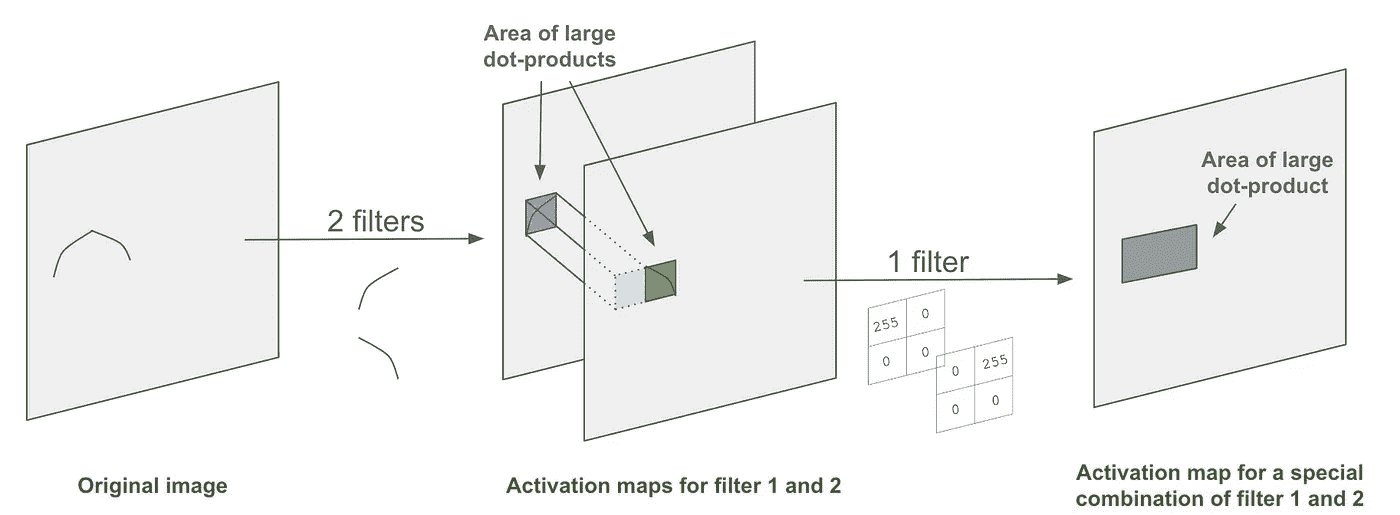 Area of large
dot-products
2 filters
1 filter
255 0
0 0
0 255
0 0
Area of large
dot-product
Original image
Activation maps for filter 1 and 2
Activation map for a special
combination of filter 1 and 2